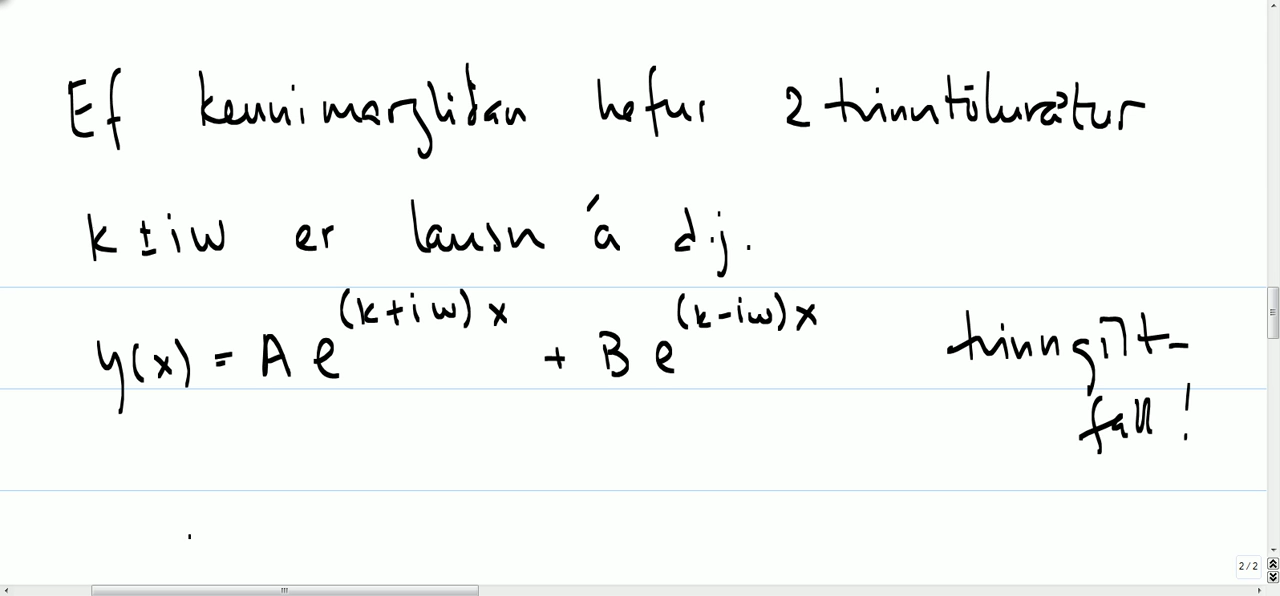 Ef kennimargliðan hefur 2 tvinntölurætur
k ± iw er lausn á d.j.
y(x) = A e^{(k+iw)x} + B e^{(k-iw)x} tvinngilt-
fall!
2 / 2